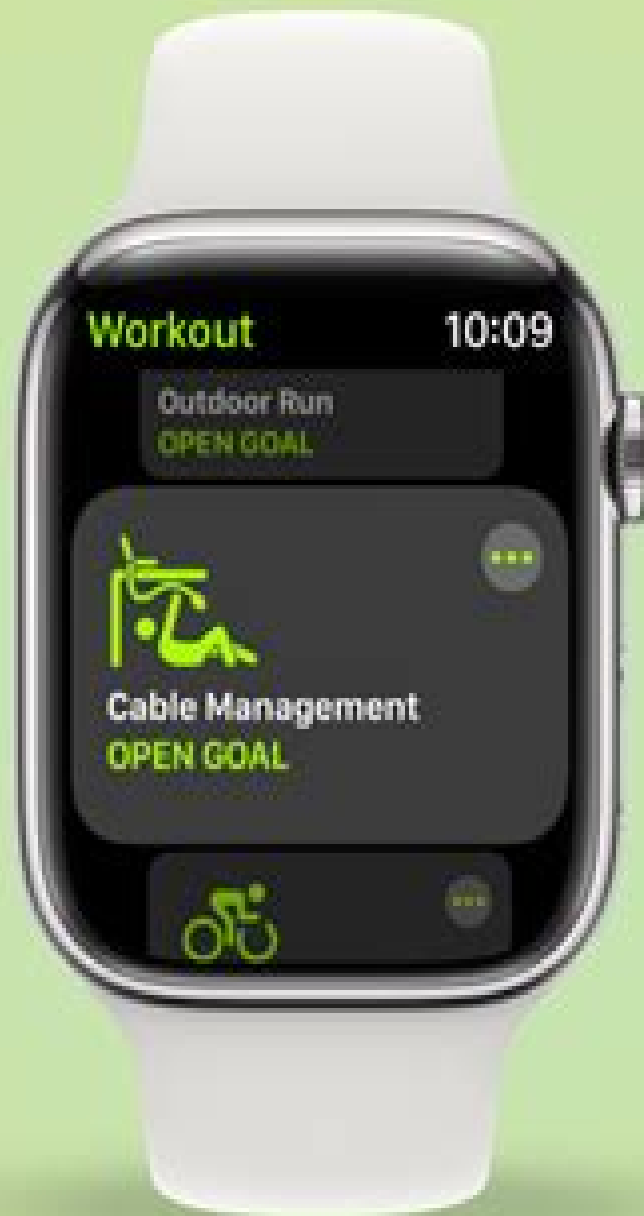 Workout
10:09
Outdoor Run
OPEN GOAL
Cable Management
OPEN GOAL